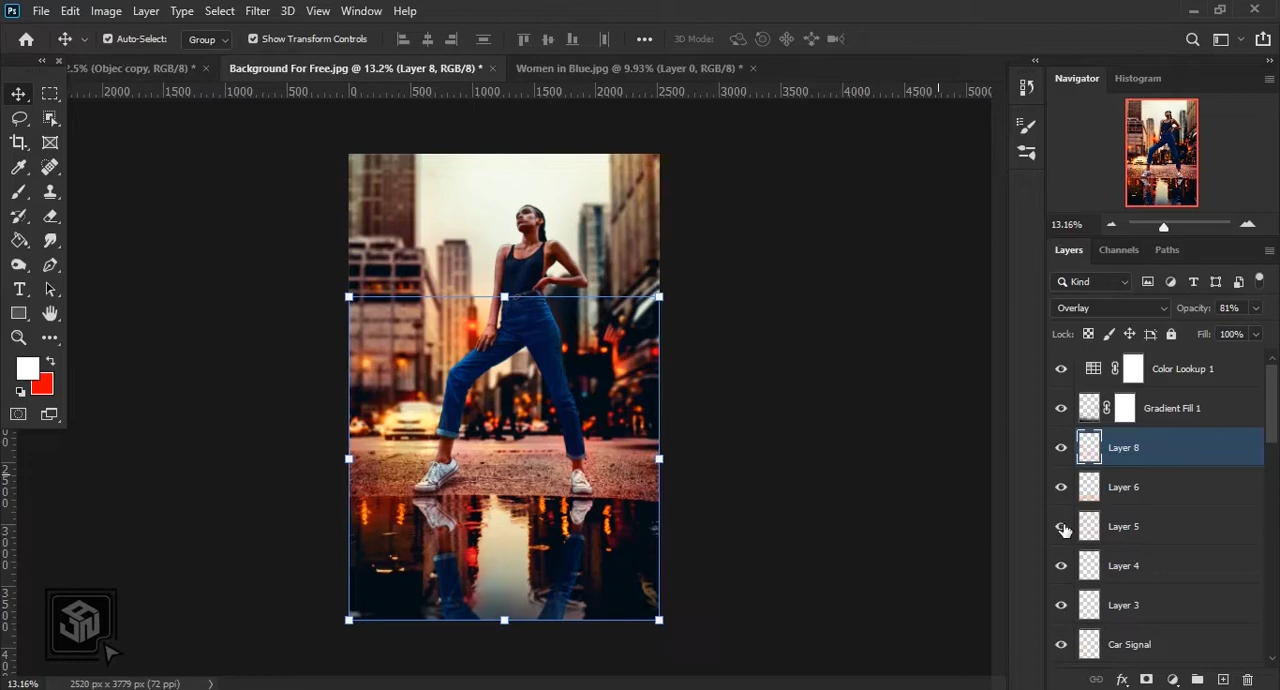 Ps File Edit Image Layer Type Select Filter 3D View Window Help
Auto-Select: Group Show Transform Controls 3D Mode:
2.5% (Objec copy, RGB/8) * Background For Free.jpg @ 13.2% (Layer 8, RGB/8) * Women in Blue.jpg @ 9.93% (Layer 0, RGB/8) *
2000 1500 1000 500 0 500 1000 1500 2000 2500 3000 3500 4000 4500 5000
Navigator Histogram
13.16%
Layers Channels Paths
Kind
Overlay Opacity: 81%
Lock: Fill: 100%
Color Lookup 1
Gradient Fill 1
Layer 8
Layer 6
Layer 5
Layer 4
Layer 3
Car Signal
13.16% 2520 px x 3779 px (72 ppi)
fx